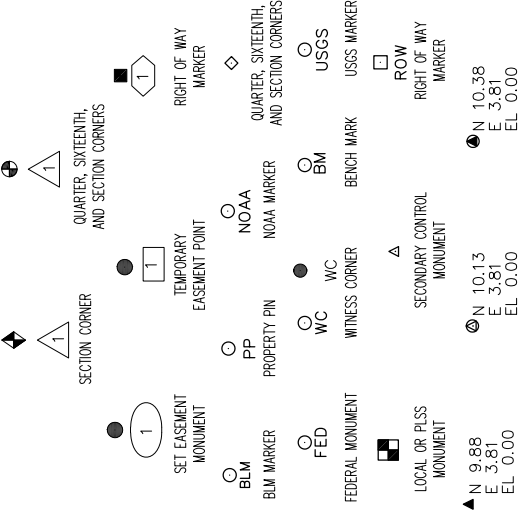 1
SECTION CORNER
1
QUARTER, SIXTEENTH,
AND SECTION CORNERS
1
SET EASEMENT
MONUMENT
1
TEMPORARY
EASEMENT POINT
1
RIGHT OF WAY
MARKER
BLM
BLM MARKER
PP
PROPERTY PIN
NOAA
NOAA MARKER
QUARTER, SIXTEENTH,
AND SECTION CORNERS
FED
FEDERAL MONUMENT
WC
WC
WITNESS CORNER
BM
BENCH MARK
USGS
USGS MARKER
LOCAL OR PLSS
MONUMENT
SECONDARY CONTROL
MONUMENT
ROW
RIGHT OF WAY
MARKER
N 9.88
E 3.81
EL 0.00
N 10.13
E 3.81
EL 0.00
N 10.38
E 3.81
EL 0.00